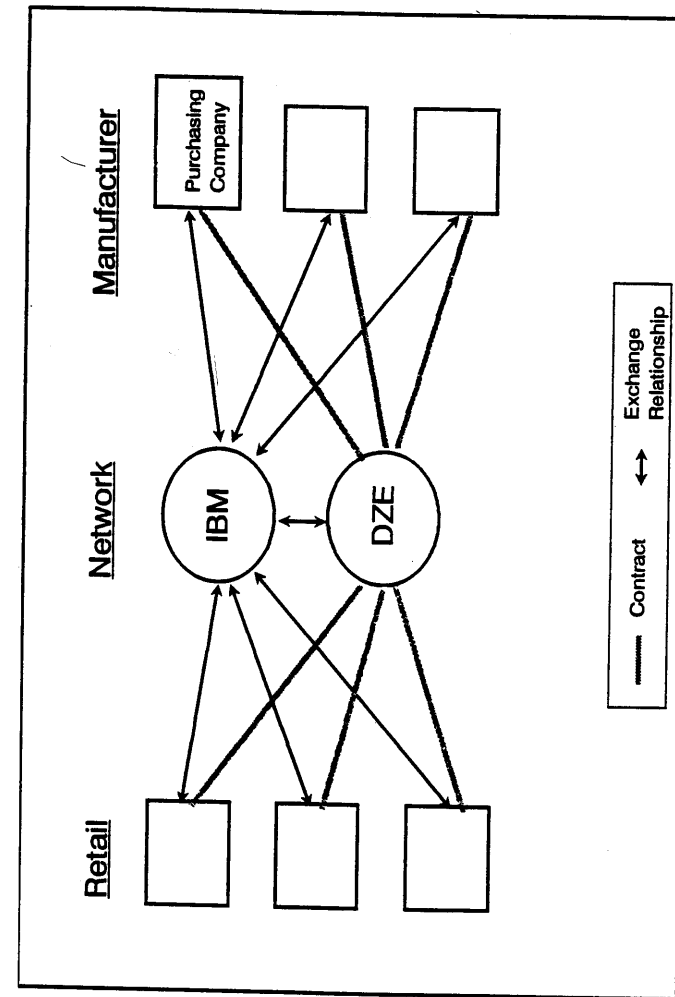 Retail
Network
Manufacturer
IBM
DZE
Purchasing
Company
Contract
Exchange
Relationship